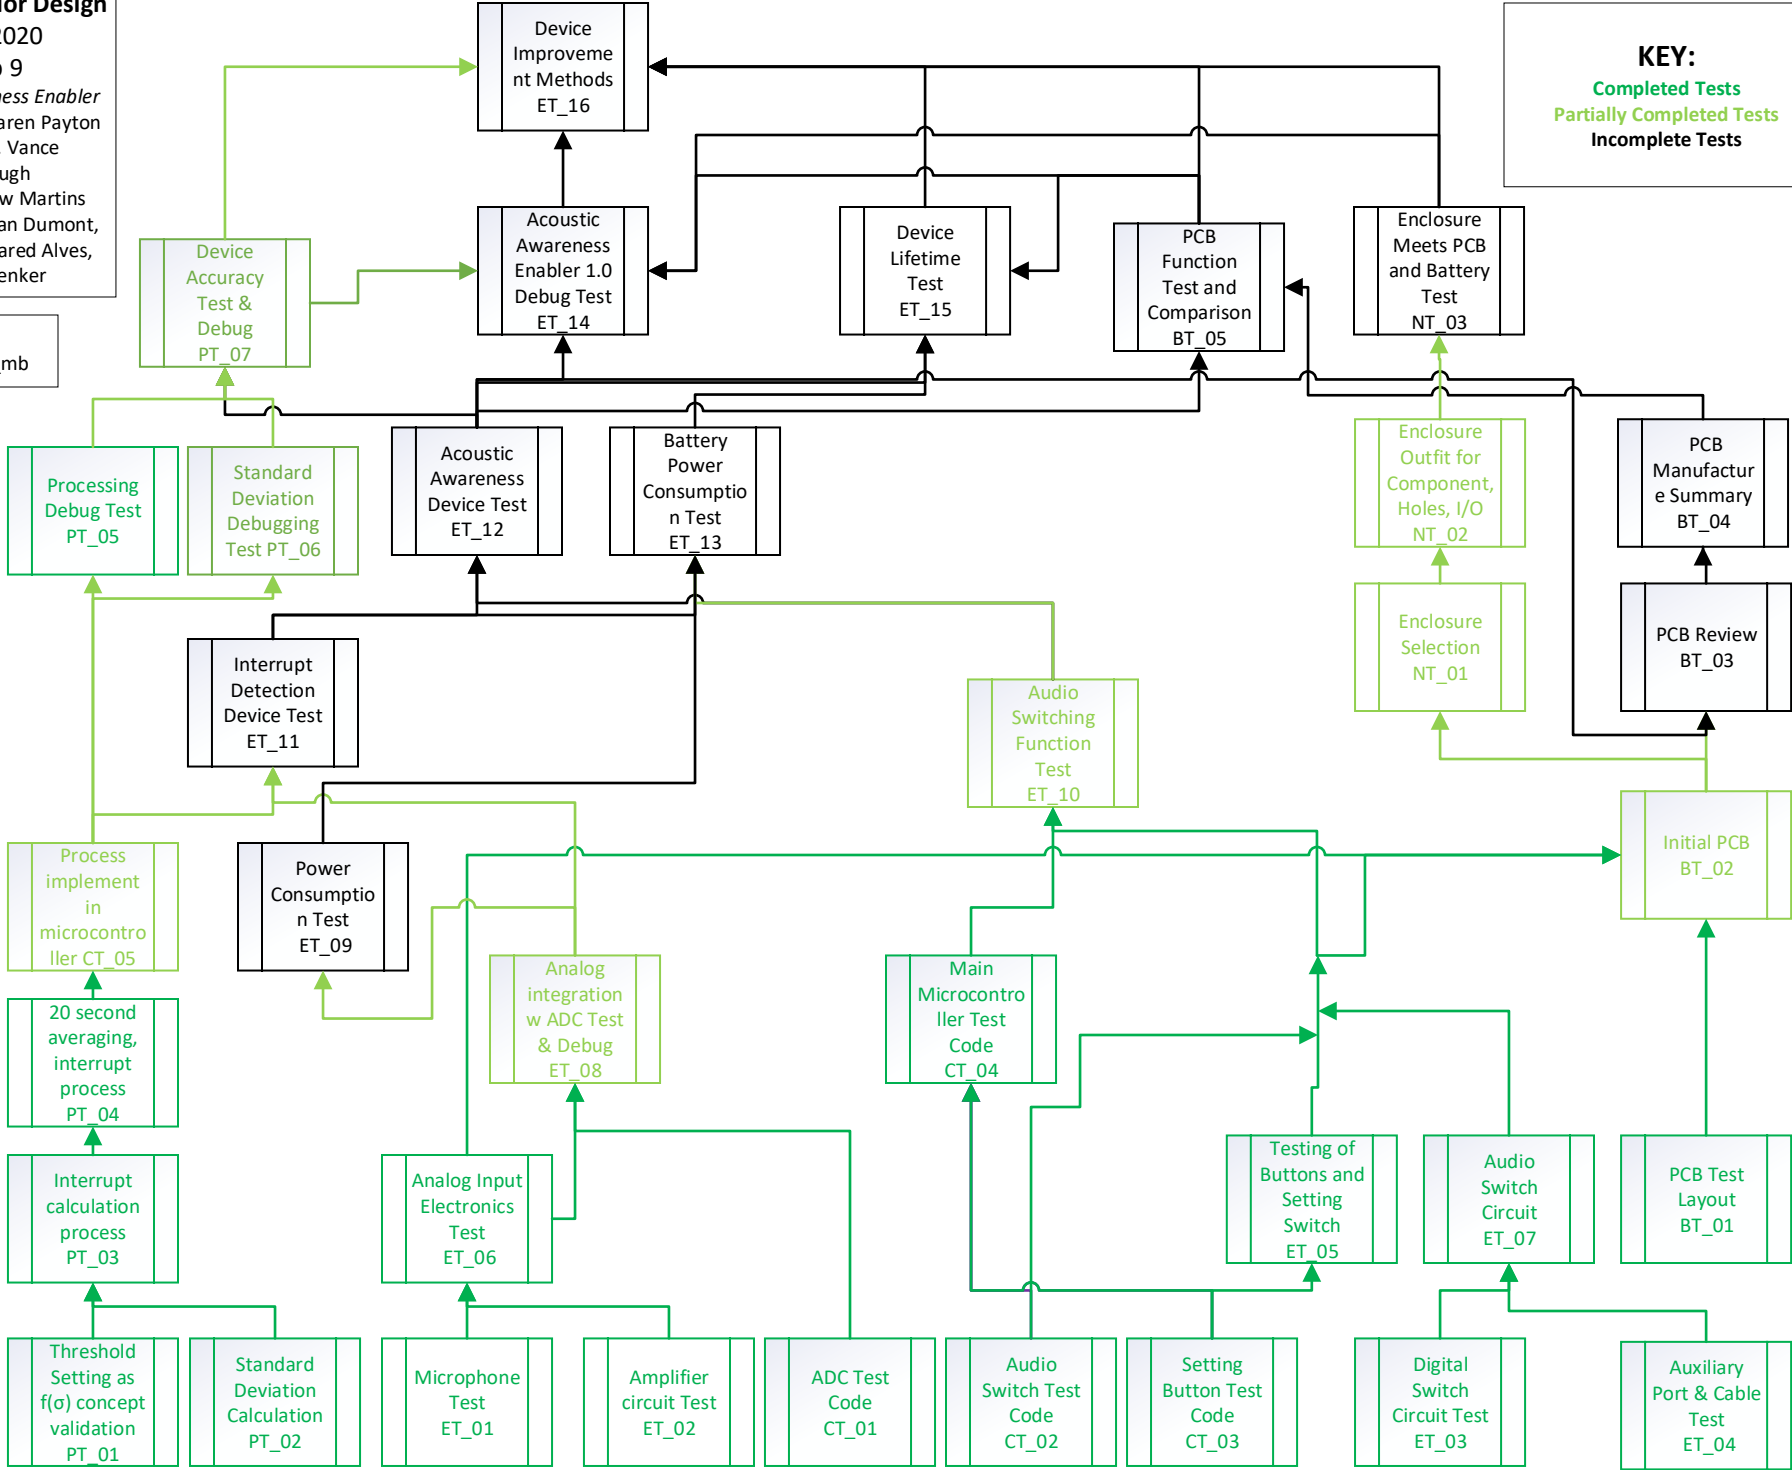 Design
2020
9
Enabler
Payton
Vance
Martins
Dumont,
Alves,
mb
KEY:
Completed Tests
Partially Completed Tests
Incomplete Tests
Device
Improveme
nt Methods
ET_16
Device
Accuracy
Test &
Debug
PT_07
Acoustic
Awareness
Enabler 1.0
Debug Test
ET_14
Device
Lifetime
Test
ET_15
PCB
Function
Test and
Comparison
BT_05
Enclosure
Meets PCB
and Battery
Test
NT_03
Processing
Debug Test
PT_05
Standard
Deviation
Debugging
Test PT_06
Acoustic
Awareness
Device Test
ET_12
Battery
Power
Consumptio
n Test
ET_13
Enclosure
Outfit for
Component,
Holes, I/O
NT_02
PCB
Manufactur
e Summary
BT_04
Interrupt
Detection
Device Test
ET_11
Audio
Switching
Function
Test
ET_10
Enclosure
Selection
NT_01
PCB Review
BT_03
Process
implement
in
microcontro
ller CT_05
Power
Consumptio
n Test
ET_09
Analog
integration
w ADC Test
& Debug
ET_08
Main
Microcontro
ller Test
Code
CT_04
Initial PCB
BT_02
20 second
averaging,
interrupt
process
PT_04
Interrupt
calculation
process
PT_03
Analog Input
Electronics
Test
ET_06
Testing of
Buttons and
Setting
Switch
ET_05
Audio
Switch
Circuit
ET_07
PCB Test
Layout
BT_01
Threshold
Setting as
f(σ) concept
validation
PT_01
Standard
Deviation
Calculation
PT_02
Microphone
Test
ET_01
Amplifier
circuit Test
ET_02
ADC Test
Code
CT_01
Audio
Switch Test
Code
CT_02
Setting
Button Test
Code
CT_03
Digital
Switch
Circuit Test
ET_03
Auxiliary
Port & Cable
Test
ET_04